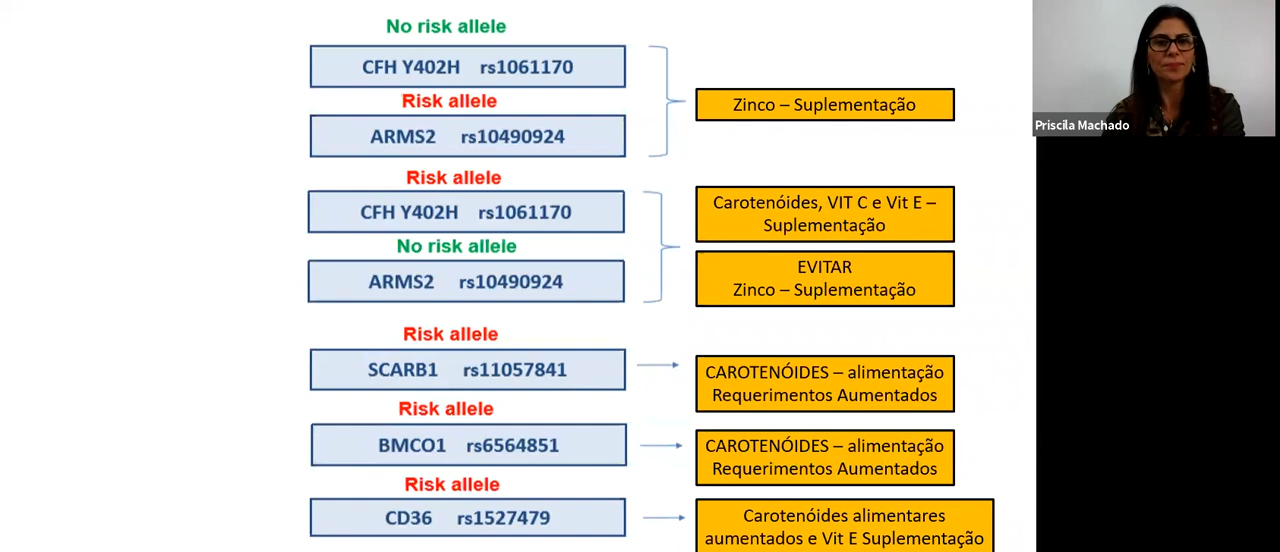 No risk allele
CFH Y402H rs1061170
Risk allele
ARMS2 rs10490924
Zinco – Suplementação
Risk allele
CFH Y402H rs1061170
No risk allele
ARMS2 rs10490924
Carotenóides, VIT C e Vit E –
Suplementação
EVITAR
Zinco – Suplementação
Risk allele
SCARB1 rs11057841
CAROTENÓIDES – alimentação
Requerimentos Aumentados
Risk allele
BMCO1 rs6564851
CAROTENÓIDES – alimentação
Requerimentos Aumentados
Risk allele
CD36 rs1527479
Carotenóides alimentares
aumentados e Vit E Suplementação
Priscila Machado